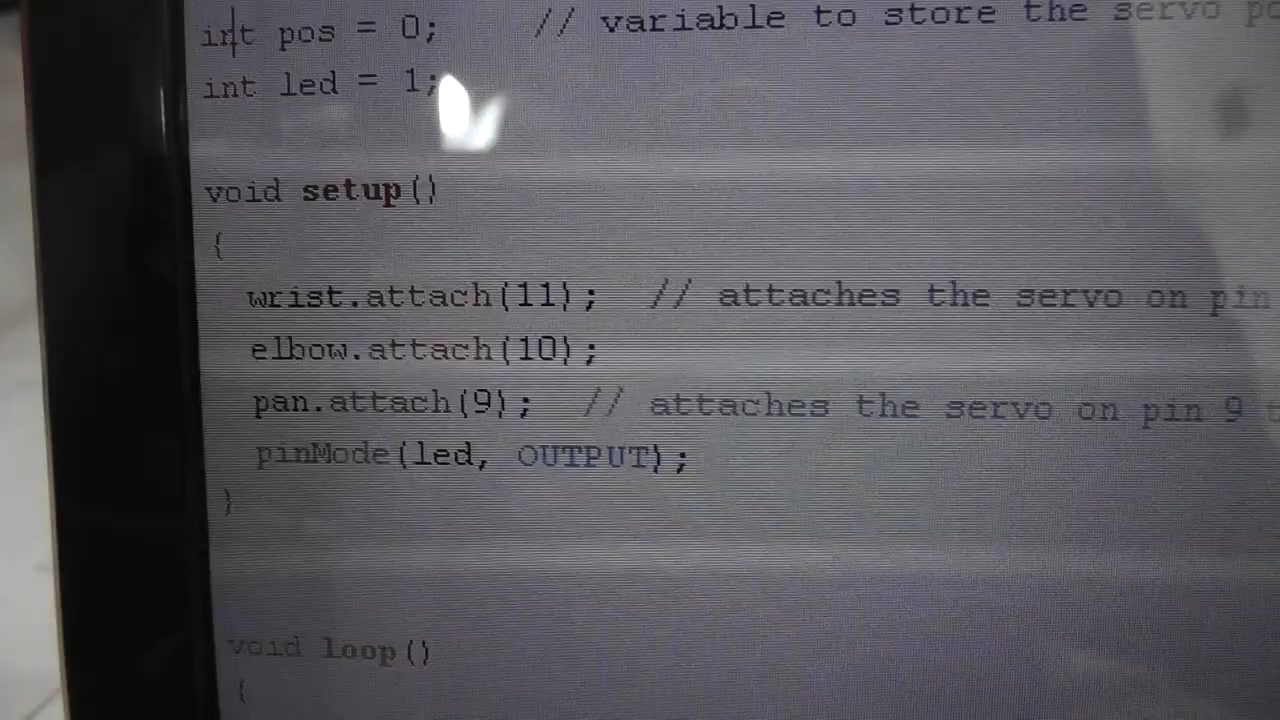 int pos = 0; // variable to store the servo
int led = 1;
void setup()
{
wrist.attach(11); // attaches the servo on pin
elbow.attach(10);
pan.attach(9); // attaches the servo on pin 9
pinMode(led, OUTPUT);
}
void loop()
{